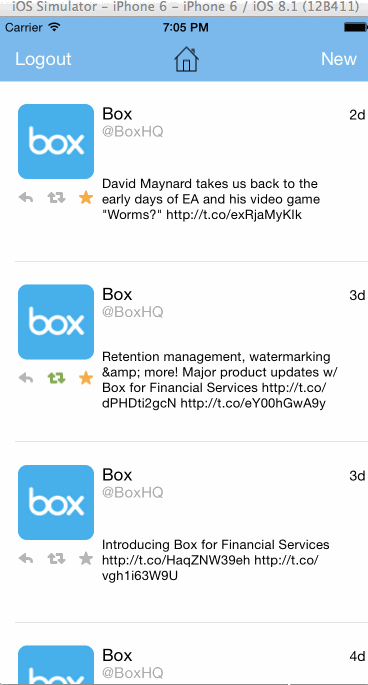 iOS Simulator – iPhone 6 – iPhone 6 / iOS 8.1 (12B411)
Carrier 7:05 PM
Logout New
box
Box 2d
@BoxHQ
David Maynard takes us back to the
early days of EA and his video game
"Worms?" http://t.co/exRjaMyKIk
box
Box 3d
@BoxHQ
Retention management, watermarking
&amp; more! Major product updates w/
Box for Financial Services http://t.co/
dPHDti2gcN http://t.co/eY00hGwA9y
box
Box 3d
@BoxHQ
Introducing Box for Financial Services
http://t.co/HaqZNW39eh http://t.co/
vgh1i63W9U
box
Box 4d
@BoxHQ